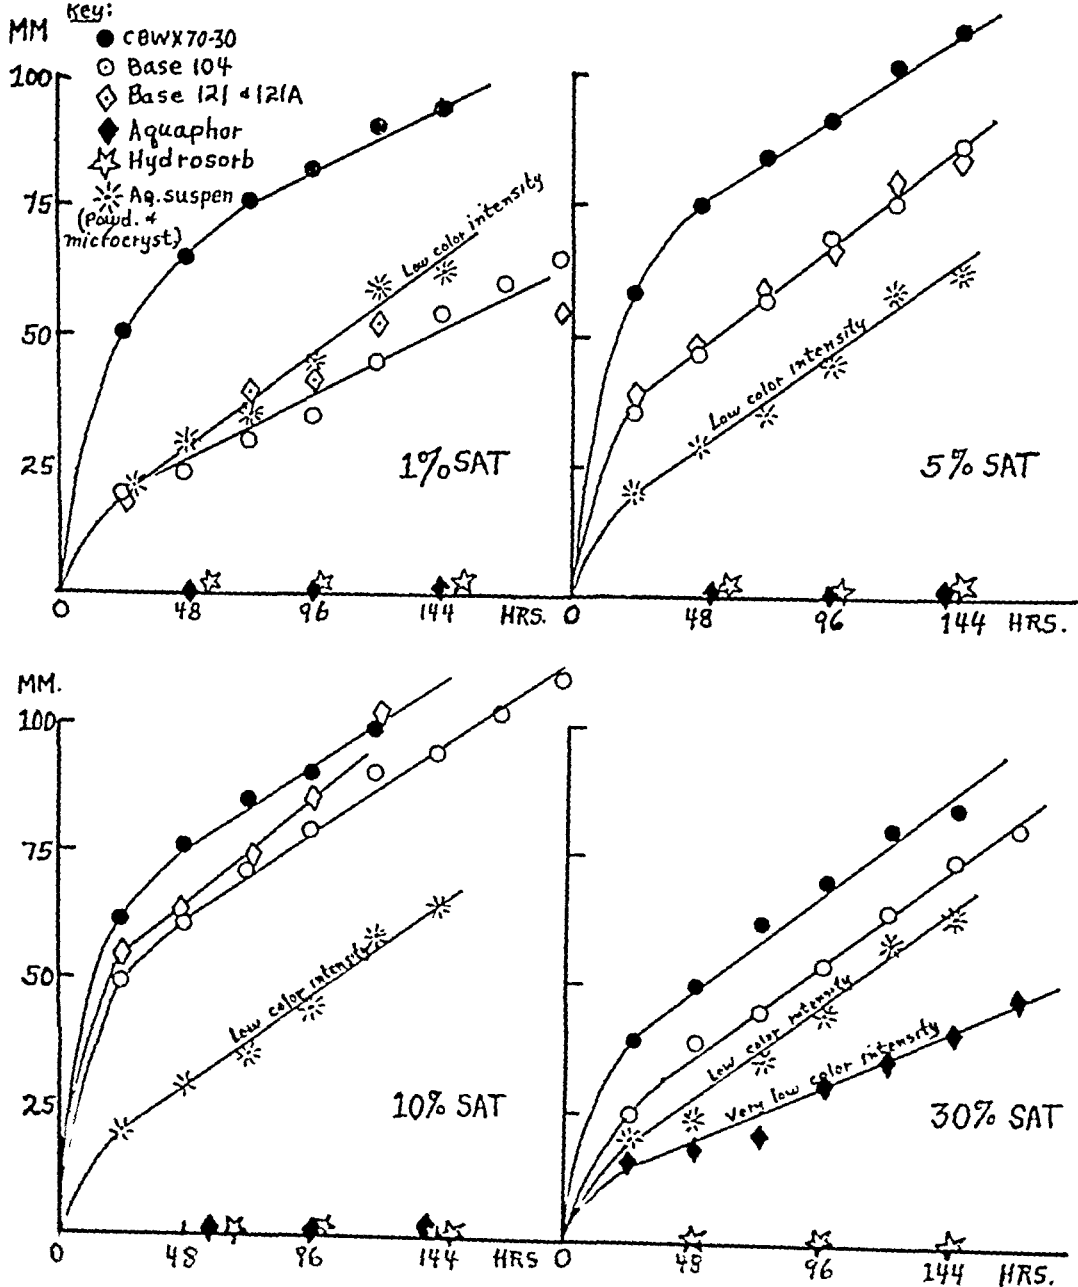 Key:
MM
CBWX70-30
Base 104
Base 121 & 121A
Aquaphor
Hydrosorb
Aq. suspen
(Powd. &
microcryst.)
100
75
50
25
Low color intensity
1% SAT
0 48 96 144 HRS.
Low color intensity
5% SAT
0 48 96 144 HRS.
MM.
100
75
50
25
Low color intensity
10% SAT
0 48 96 144 HRS
Low color intensity
Very low color intensity
30% SAT
0 48 96 144 HRS.